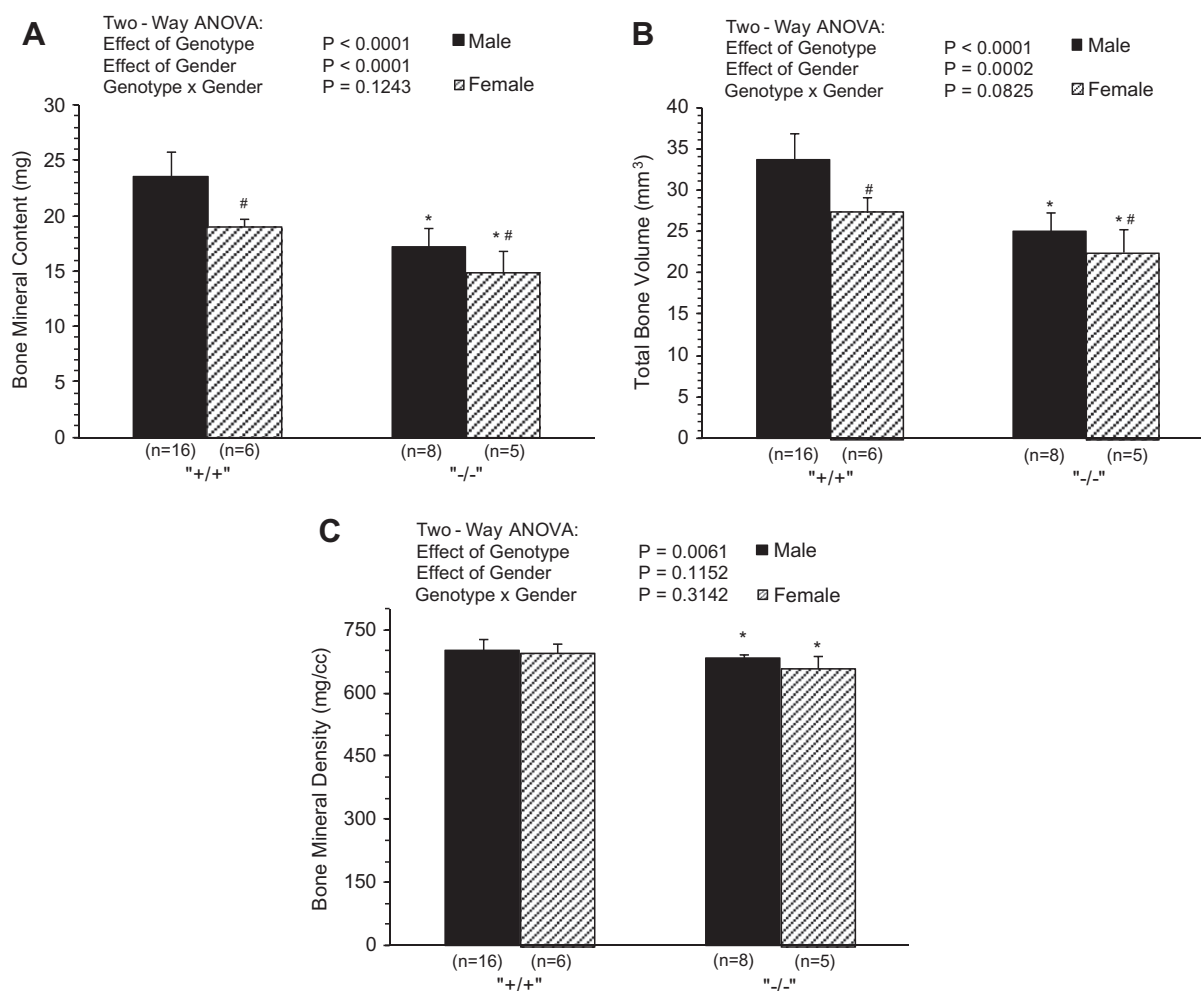 A
Two - Way ANOVA:
Effect of Genotype P < 0.0001
Effect of Gender P < 0.0001
Genotype x Gender P = 0.1243
Male
Female
Bone Mineral Content (mg)
30
25
20
15
10
5
0
#
*
* #
(n=16) (n=6) (n=8) (n=5)
"+/+" "-/-"
B
Two - Way ANOVA:
Effect of Genotype P < 0.0001
Effect of Gender P = 0.0002
Genotype x Gender P = 0.0825
Male
Female
Total Bone Volume (mm³)
40
35
30
25
20
15
10
5
0
#
*
* #
(n=16) (n=6) (n=8) (n=5)
"+/+" "-/-"
C
Two - Way ANOVA:
Effect of Genotype P = 0.0061
Effect of Gender P = 0.1152
Genotype x Gender P = 0.3142
Male
Female
Bone Mineral Density (mg/cc)
750
600
450
300
150
0
*
*
(n=16) (n=6) (n=8) (n=5)
"+/+" "-/-"